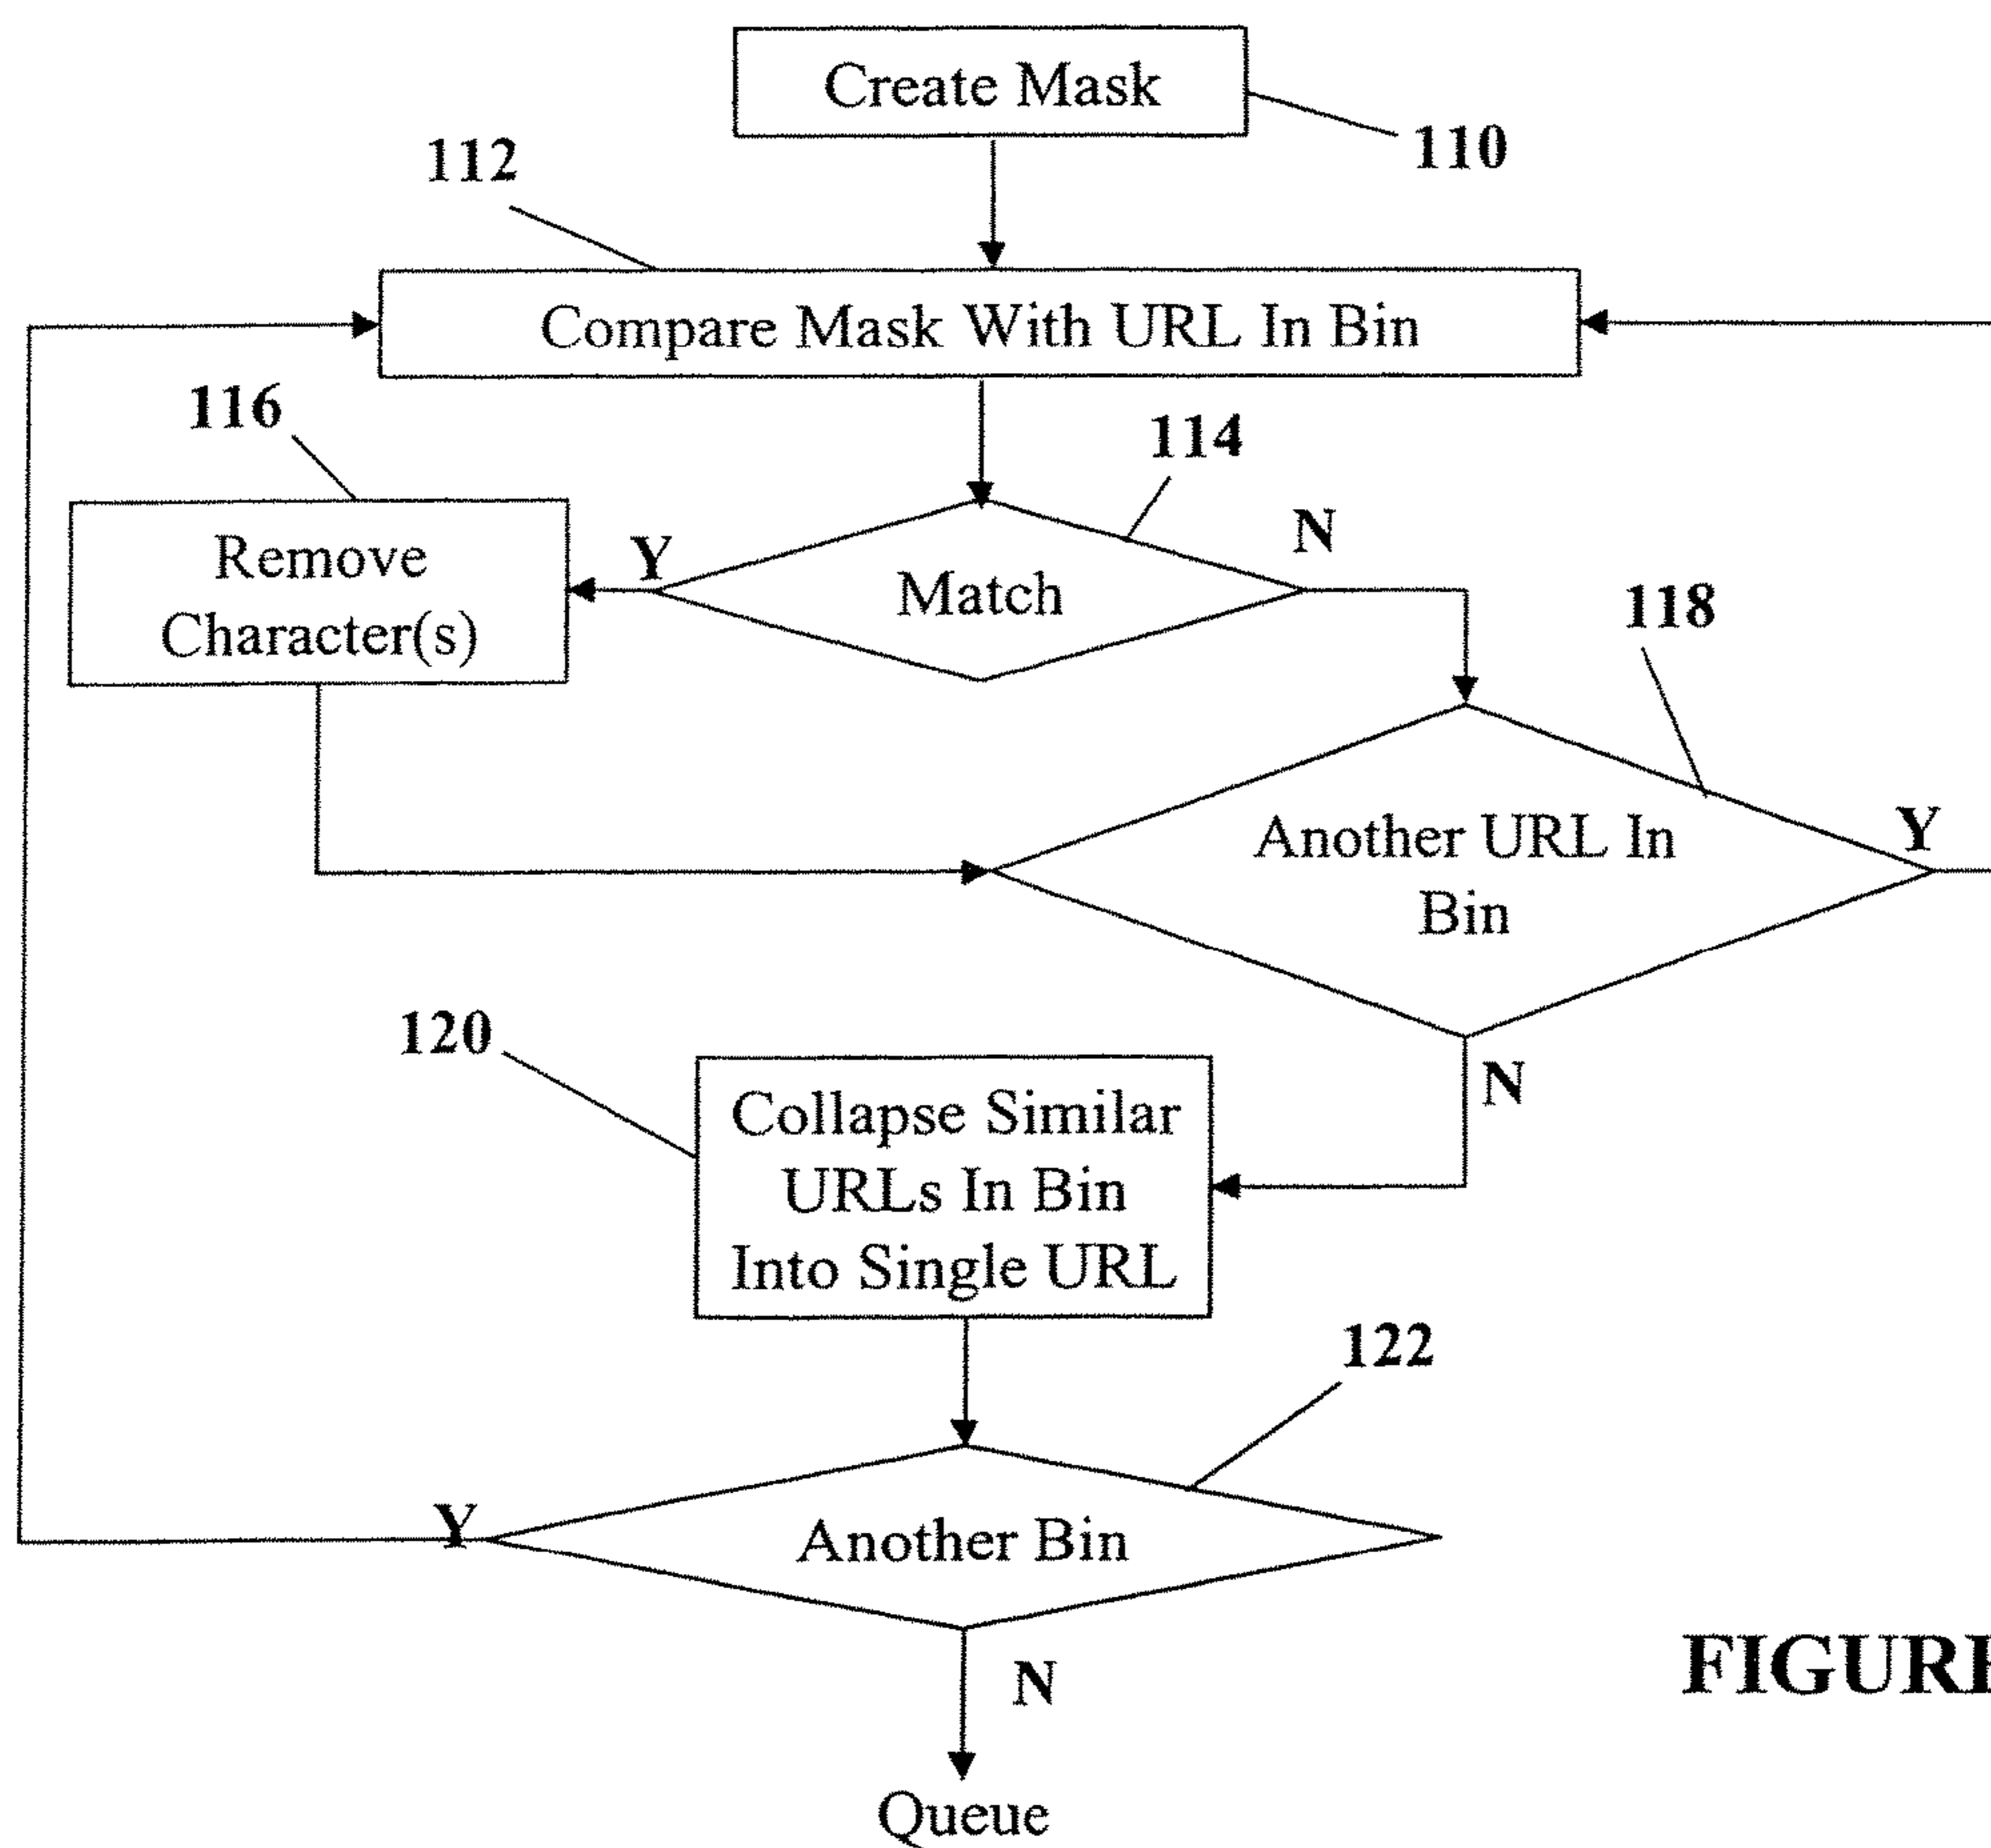 Create Mask
110
112
Compare Mask With URL In Bin
116
114
Remove
Character(s)
Y
Match
N
118
Another URL In
Bin
Y
120
N
Collapse Similar
URLs In Bin
Into Single URL
122
Y
Another Bin
N
Queue